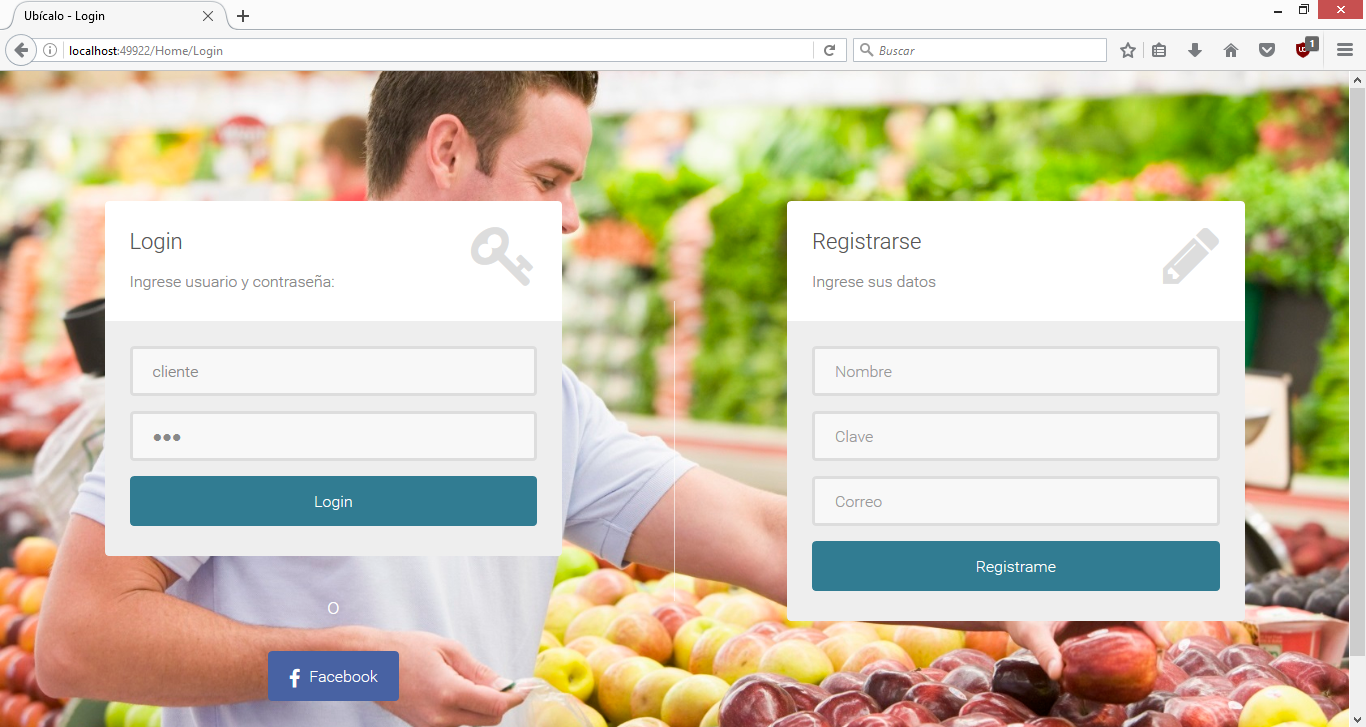 Ubícalo - Login
localhost:49922/Home/Login
Buscar
1
Login
Ingrese usuario y contraseña:
cliente
●●●
Login
O
Facebook
Registrarse
Ingrese sus datos
Nombre
Clave
Correo
Registrame